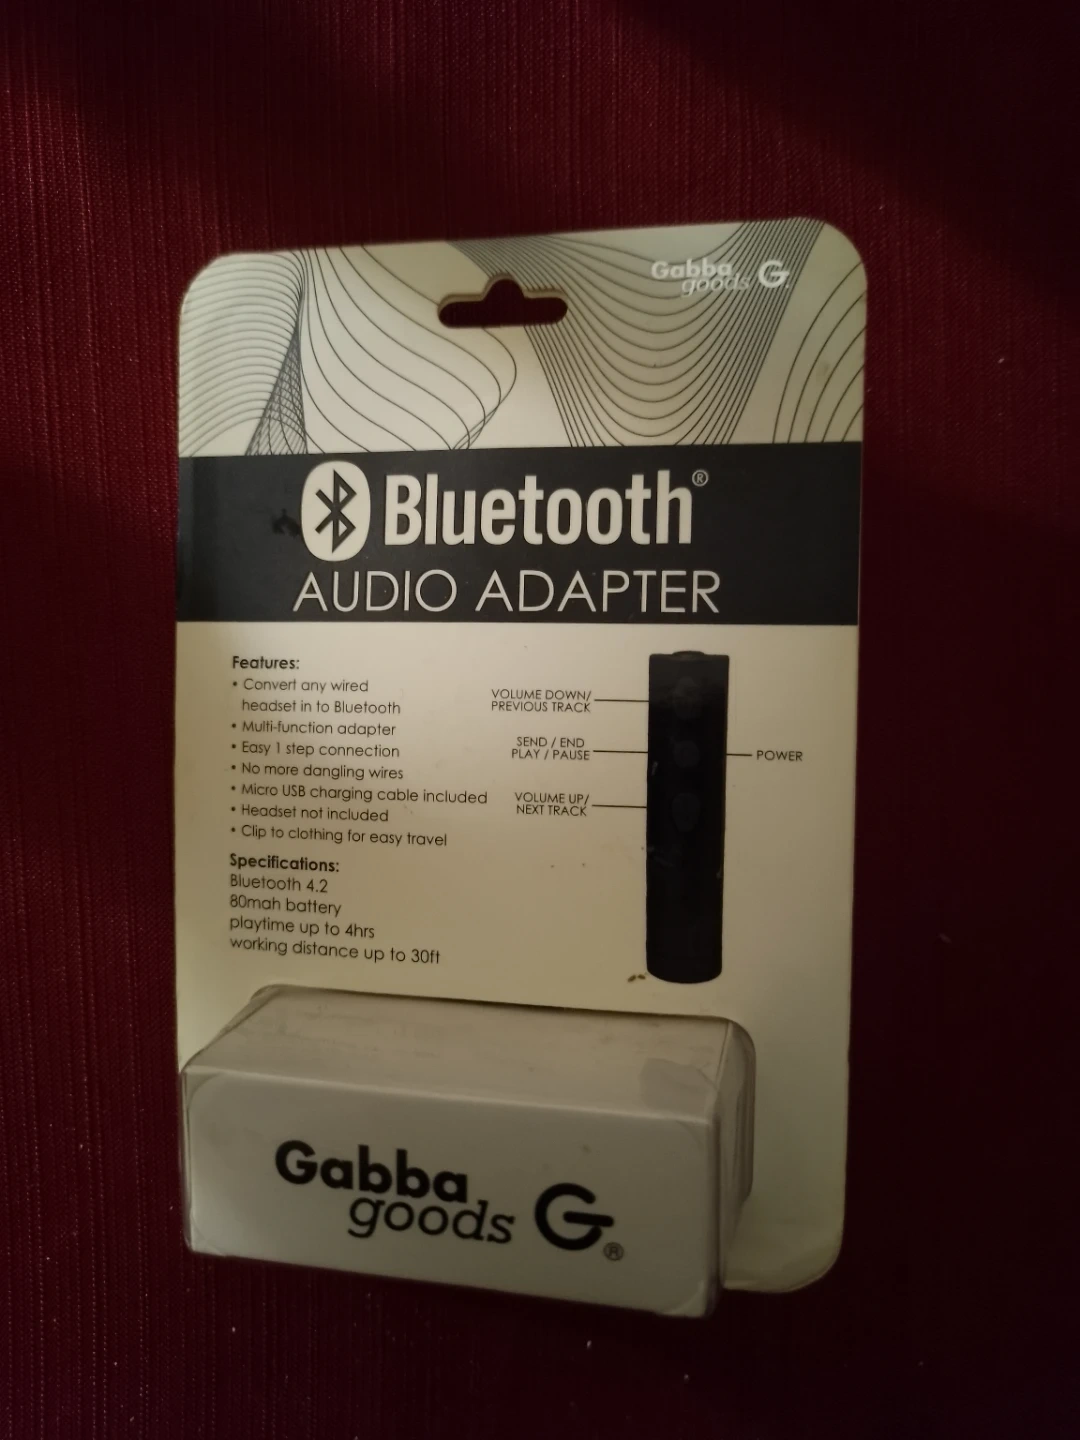 Gabba
goods G.
Bluetooth®
AUDIO ADAPTER
Features:
• Convert any wired
headset in to Bluetooth
• Multi-function adapter
• Easy 1 step connection
• No more dangling wires
• Micro USB charging cable included
• Headset not included
• Clip to clothing for easy travel
Specifications:
Bluetooth 4.2
80mah battery
playtime up to 4hrs
working distance up to 30ft
VOLUME DOWN/
PREVIOUS TRACK
SEND / END
PLAY / PAUSE
VOLUME UP/
NEXT TRACK
POWER
Gabba
goods G®